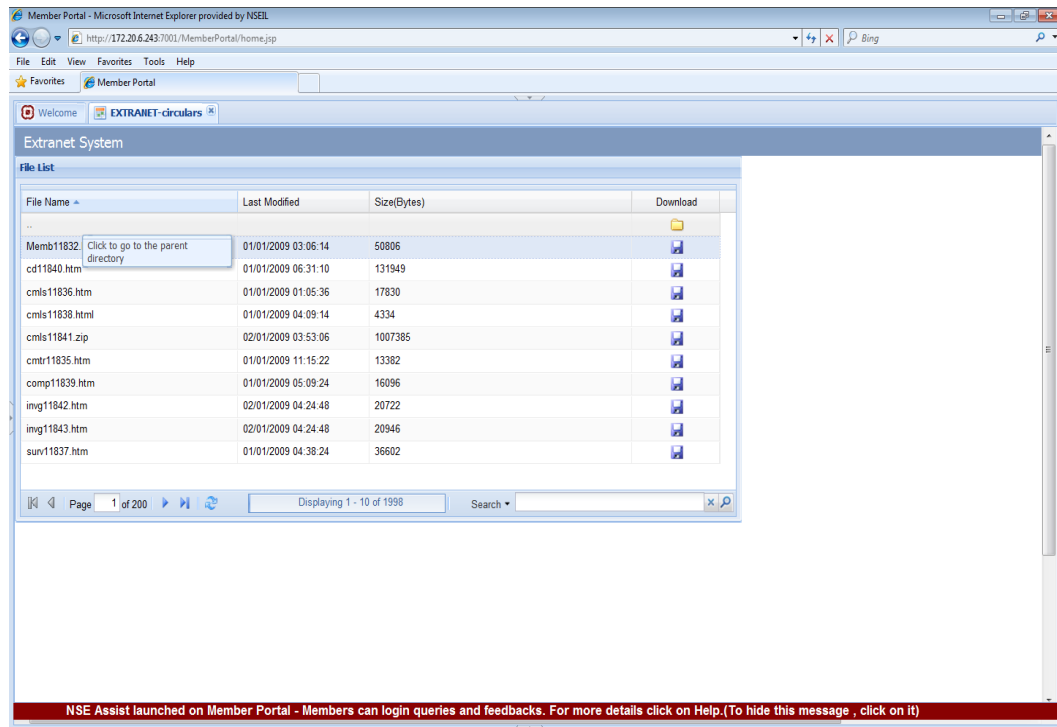 Member Portal - Microsoft Internet Explorer provided by NSEIL
http://172.20.6.243:7001/MemberPortal/home.jsp
Bing
File Edit View Favorites Tools Help
Favorites Member Portal
Welcome EXTRANET-circulars
Extranet System
File List
File Name Last Modified Size(Bytes) Download
..
Memb11832. 01/01/2009 03:06:14 50806
Click to go to the parent
directory
cd11840.htm 01/01/2009 06:31:10 131949
cmls11836.htm 01/01/2009 01:05:36 17830
cmls11838.html 01/01/2009 04:09:14 4334
cmls11841.zip 02/01/2009 03:53:06 1007385
cmtr11835.htm 01/01/2009 11:15:22 13382
comp11839.htm 01/01/2009 05:09:24 16096
invg11842.htm 02/01/2009 04:24:48 20722
invg11843.htm 02/01/2009 04:24:48 20946
surv11837.htm 01/01/2009 04:38:24 36602
Page 1 of 200 Displaying 1 - 10 of 1998 Search
NSE Assist launched on Member Portal - Members can login queries and feedbacks. For more details click on Help.(To hide this message , click on it)